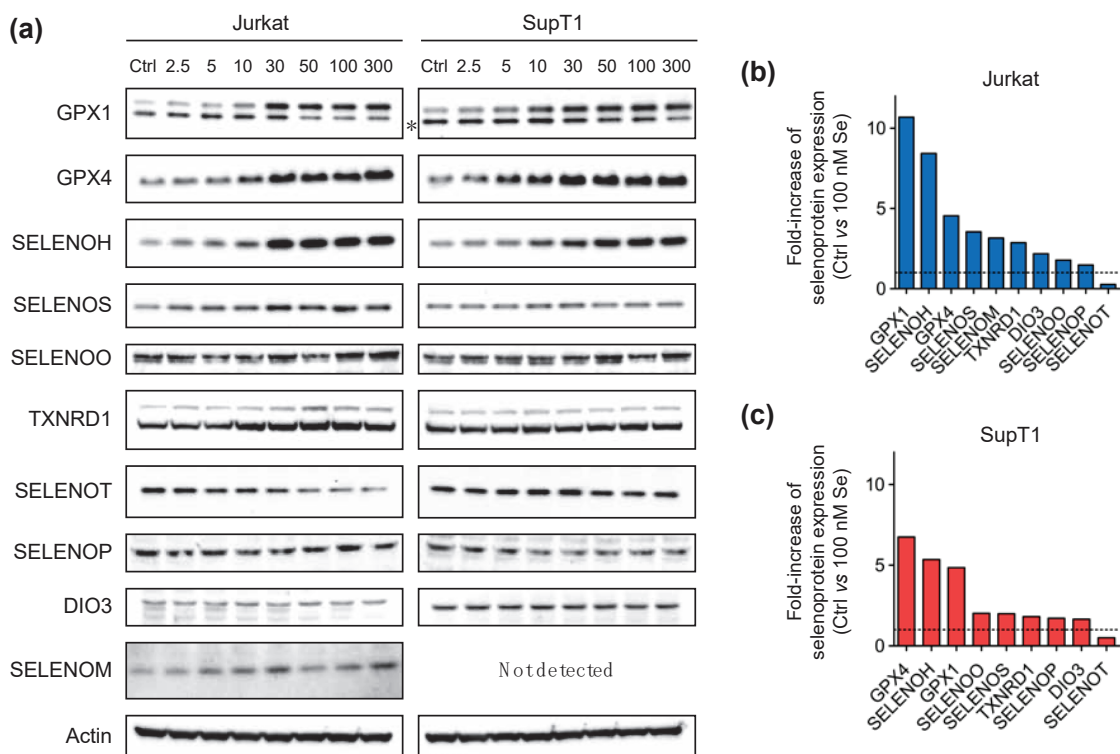 (a)
Jurkat
SupT1
Ctrl 2.5 5 10 30 50 100 300
Ctrl 2.5 5 10 30 50 100 300
GPX1
*
GPX4
SELENOH
SELENOS
SELENOO
TXNRD1
SELENOT
SELENOP
DIO3
SELENOM
Notdetected
Actin
(b)
Jurkat
Fold-increase of
selenoprotein expression
(Ctrl vs 100 nM Se)
10
5
0
GPX1
SELENOH
GPX4
SELENOS
SELENOM
TXNRD1
DIO3
SELENOO
SELENOP
SELENOT
(c)
SupT1
Fold-increase of
selenoprotein expression
(Ctrl vs 100 nM Se)
10
5
0
GPX4
SELENOH
GPX1
SELENOO
SELENOS
TXNRD1
SELENOP
DIO3
SELENOT